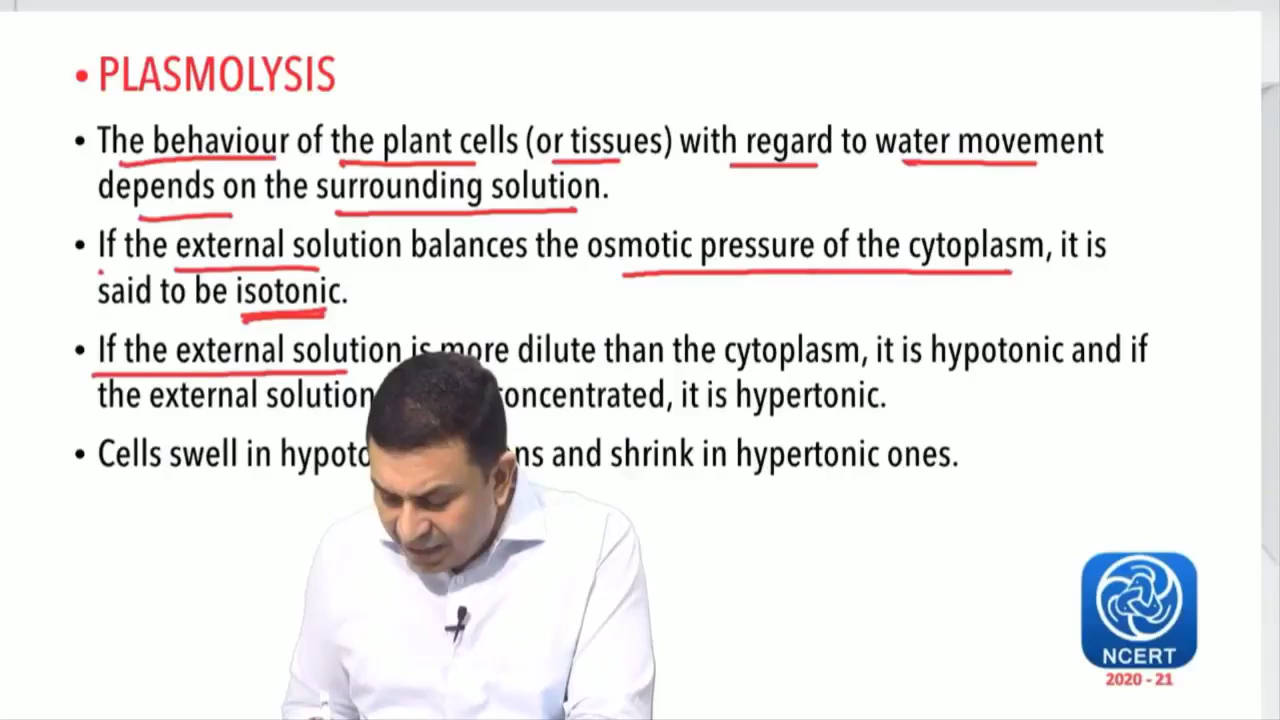 • PLASMOLYSIS
• The behaviour of the plant cells (or tissues) with regard to water movement
depends on the surrounding solution.
• If the external solution balances the osmotic pressure of the cytoplasm, it is
said to be isotonic.
• If the external solution is more dilute than the cytoplasm, it is hypotonic and if
the external solution oncentrated, it is hypertonic.
• Cells swell in hypoto ns and shrink in hypertonic ones.
NCERT
2020 - 21